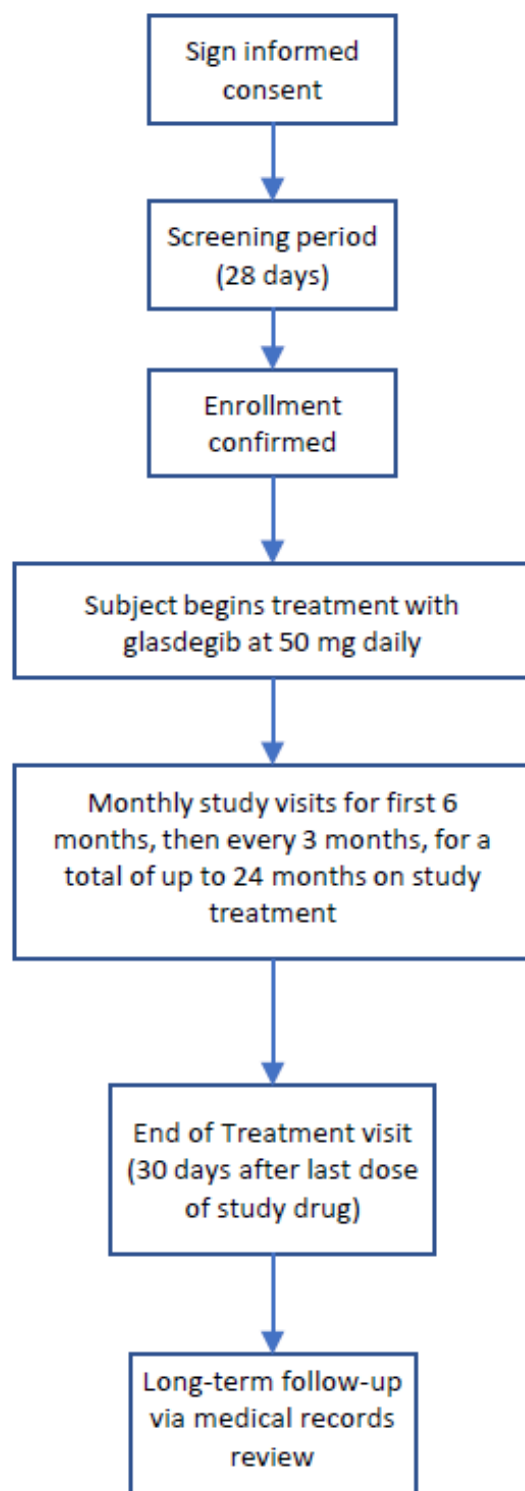 Sign informed
consent
Screening period
(28 days)
Enrollment
confirmed
Subject begins treatment with
glasdegib at 50 mg daily
Monthly study visits for first 6
months, then every 3 months, for a
total of up to 24 months on study
treatment
End of Treatment visit
(30 days after last dose
of study drug)
Long-term follow-up
via medical records
review